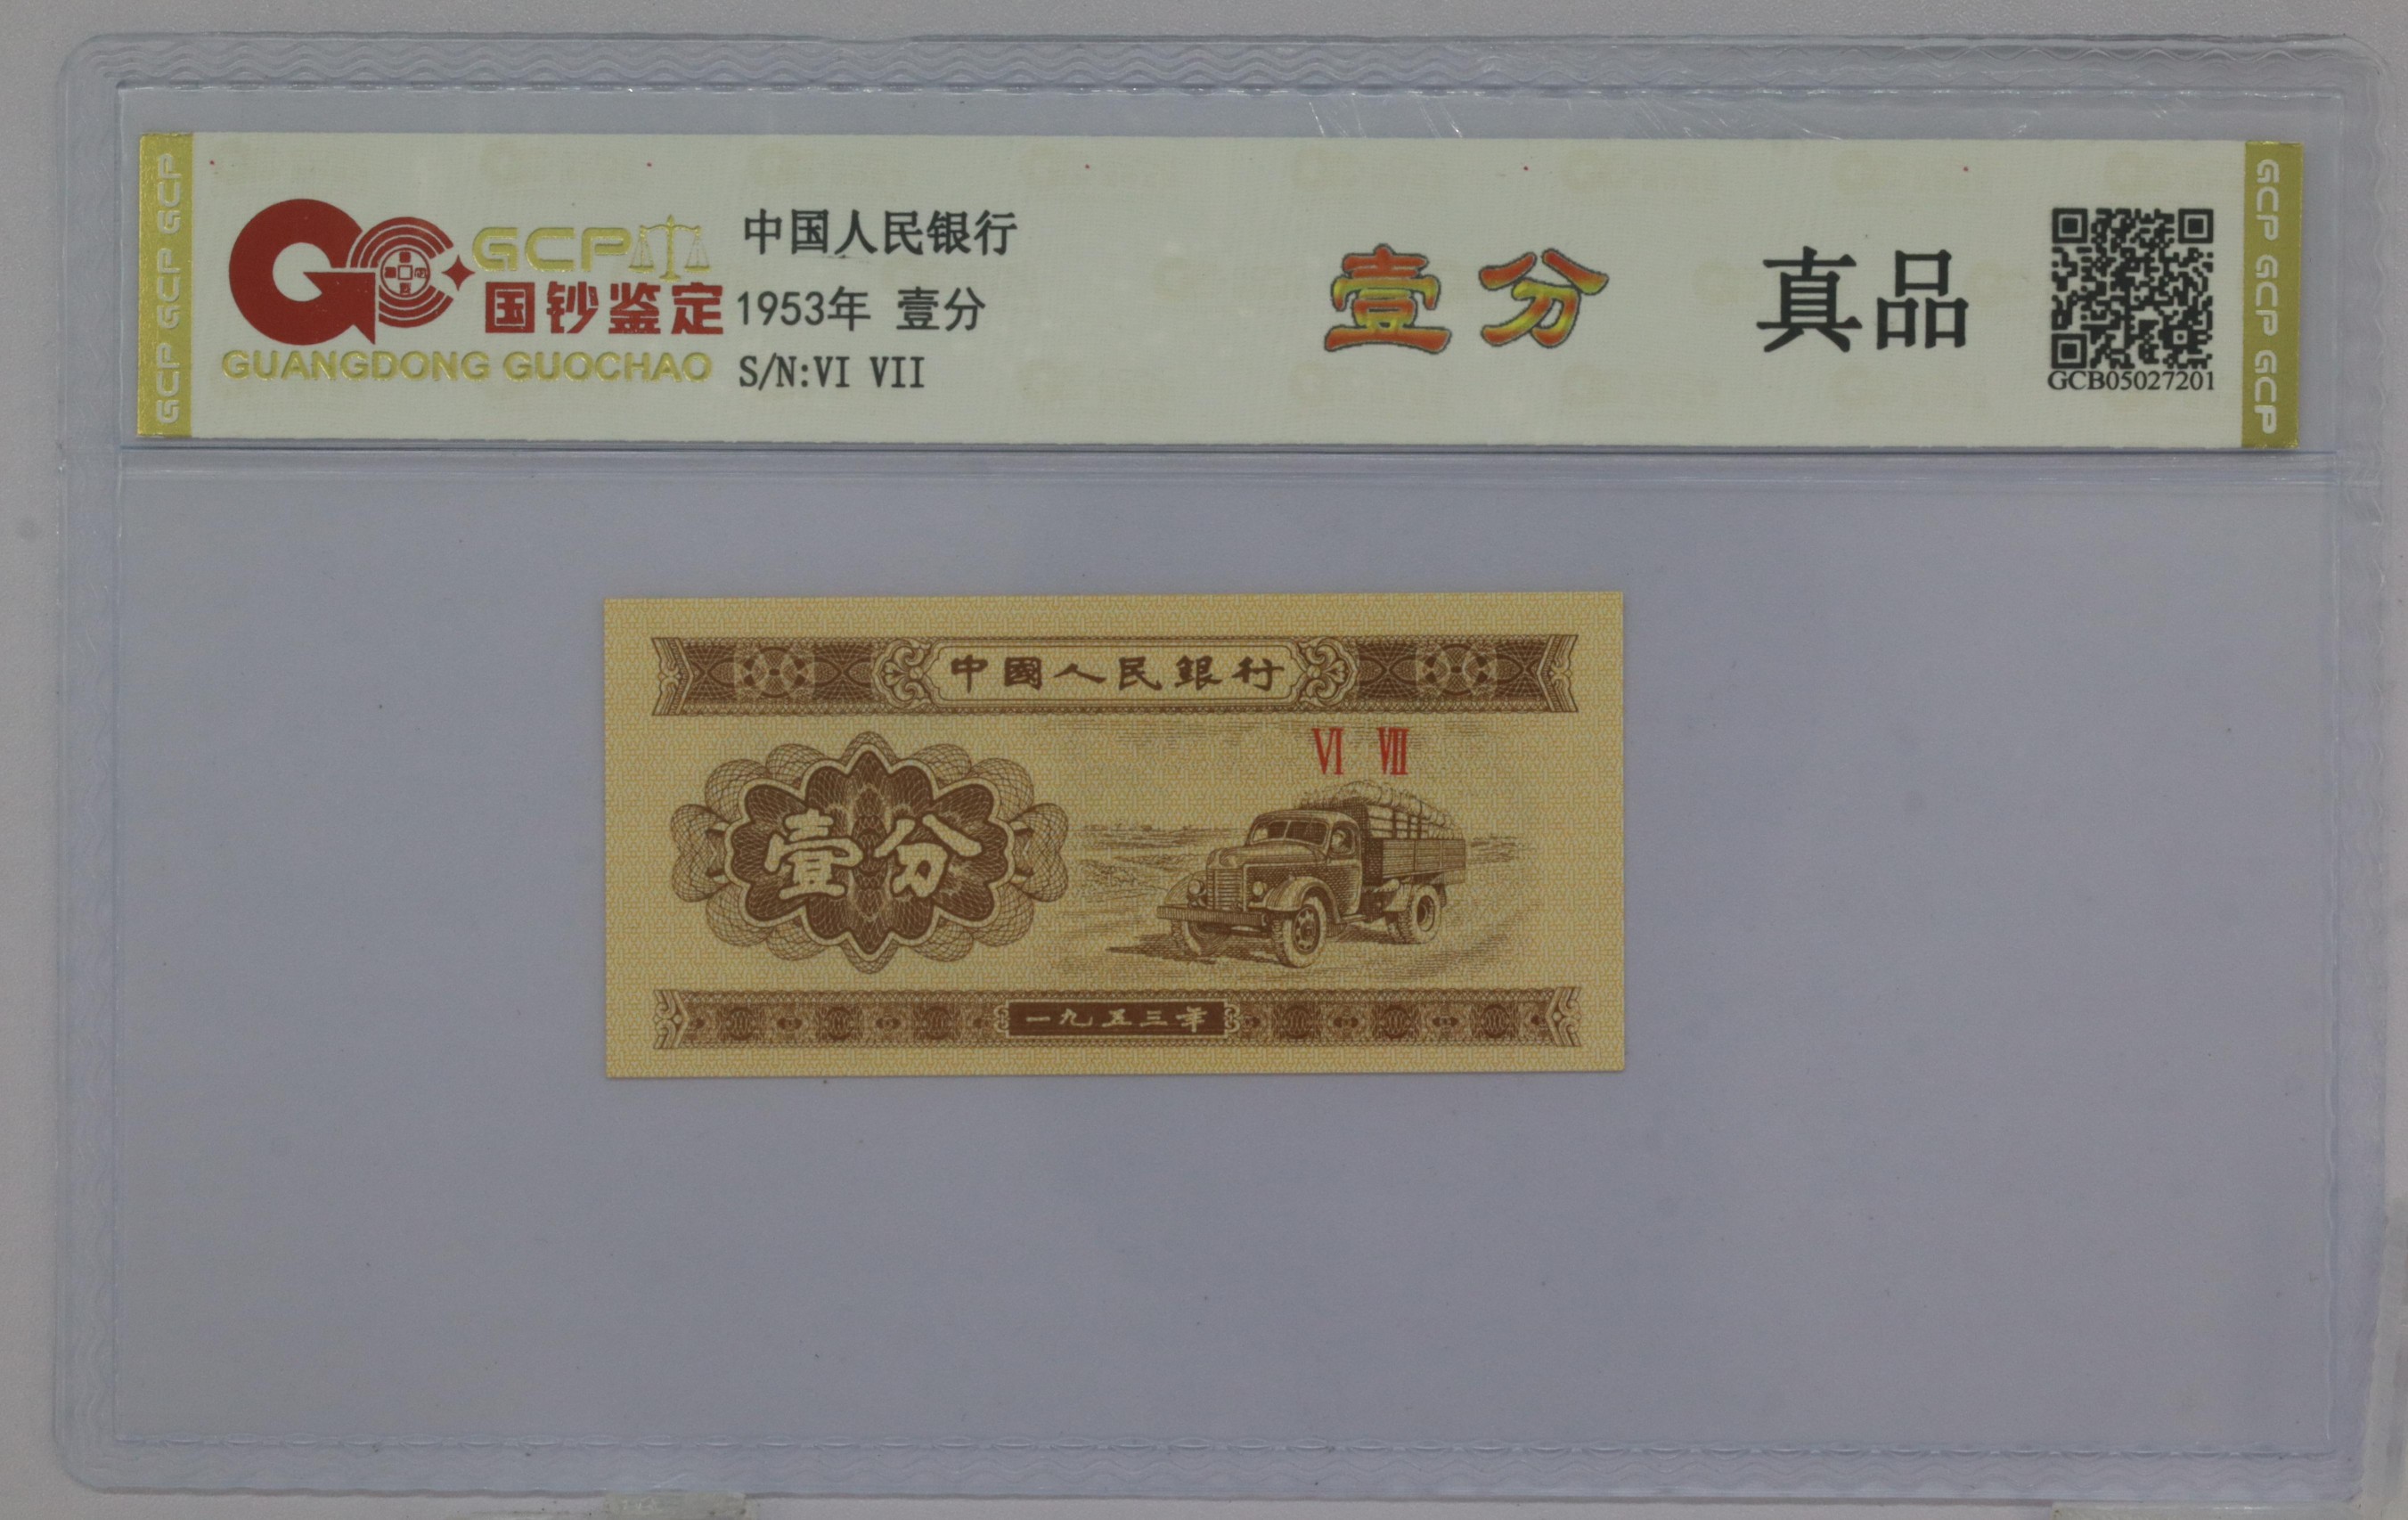 GCP GCP GCP
GCP
国钞鉴定
GUANGDONG GUOCHAO
中国人民银行
1953年 壹分
S/N:VI VII
壹分 真品
GCB05027201
GCP GCP GCP
中國人民銀行
VI VII
壹分
一九五三年